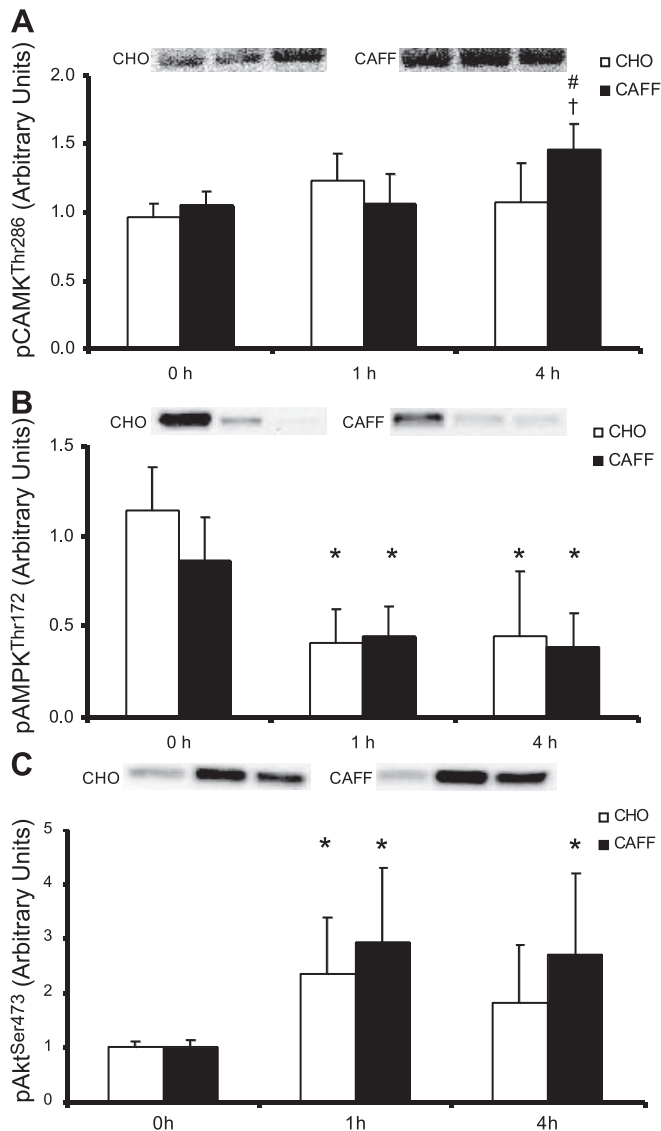 A
CHO CAFF
CHO
CAFF
pCAMKThr286 (Arbitrary Units)
2.0
1.5
1.0
0.5
0.0
#
†
0 h 1 h 4 h
B
CHO CAFF
CHO
CAFF
pAMPKThr172 (Arbitrary Units)
1.5
1.0
0.5
0.0
* * * *
0 h 1 h 4 h
C
CHO CAFF
CHO
CAFF
pAktSer473 (Arbitrary Units)
5
4
3
2
1
0
* * *
0h 1h 4h